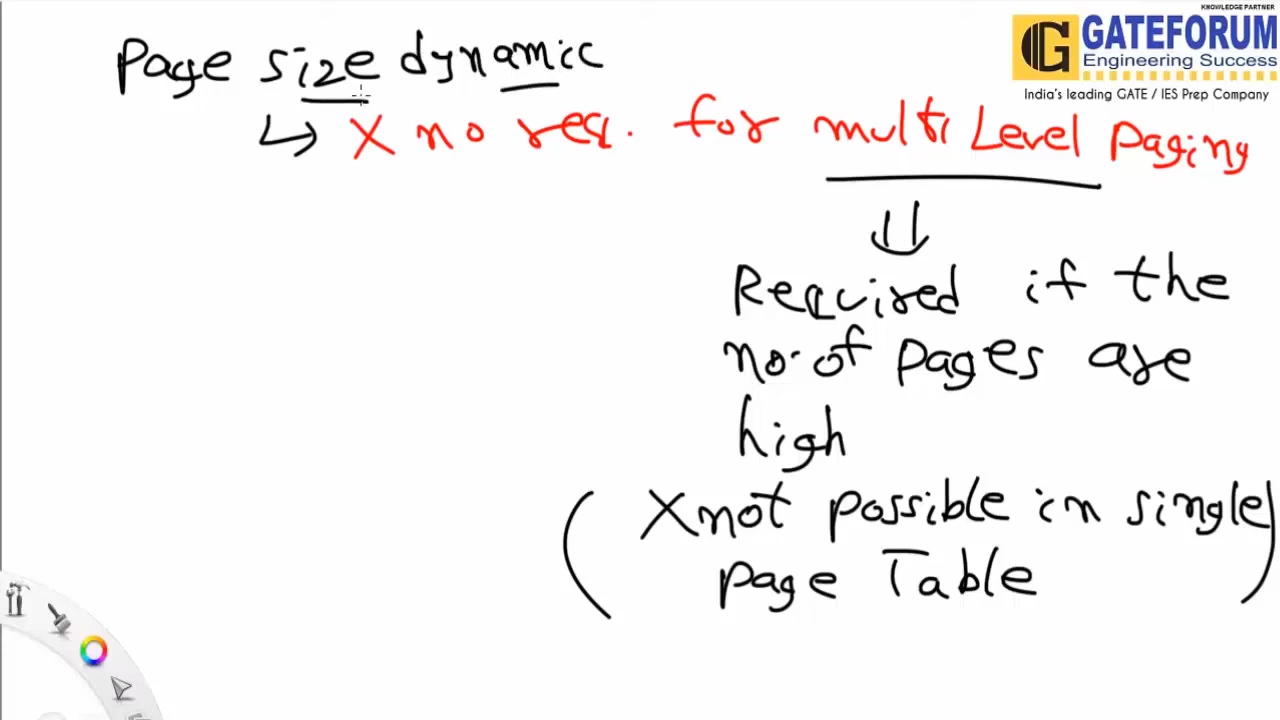 KNOWLEDGE PARTNER
GATEFORUM
Engineering Success
India's leading GATE / IES Prep Company
Page size dynamic
↳ X no req. for multi Level Paging
⇓
Required if the
no. of pages are
high
( X not possible in single
page Table )